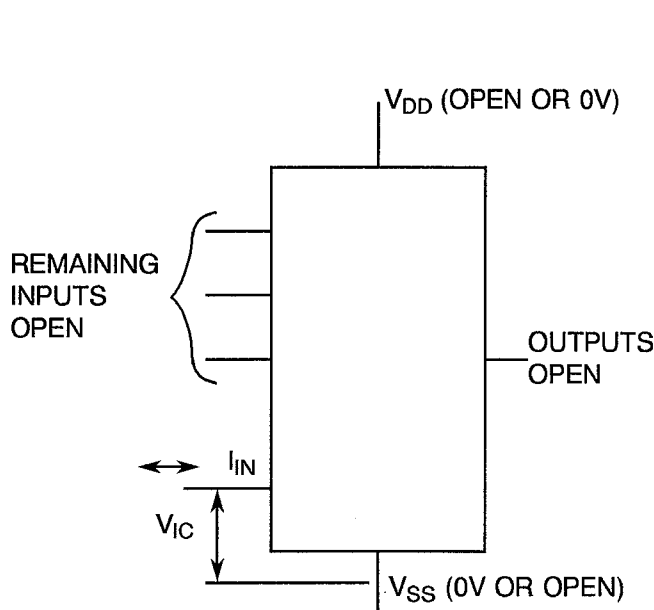 VDD (OPEN OR 0V)
REMAINING
INPUTS
OPEN
OUTPUTS
OPEN
IIN
VIC
VSS (0V OR OPEN)